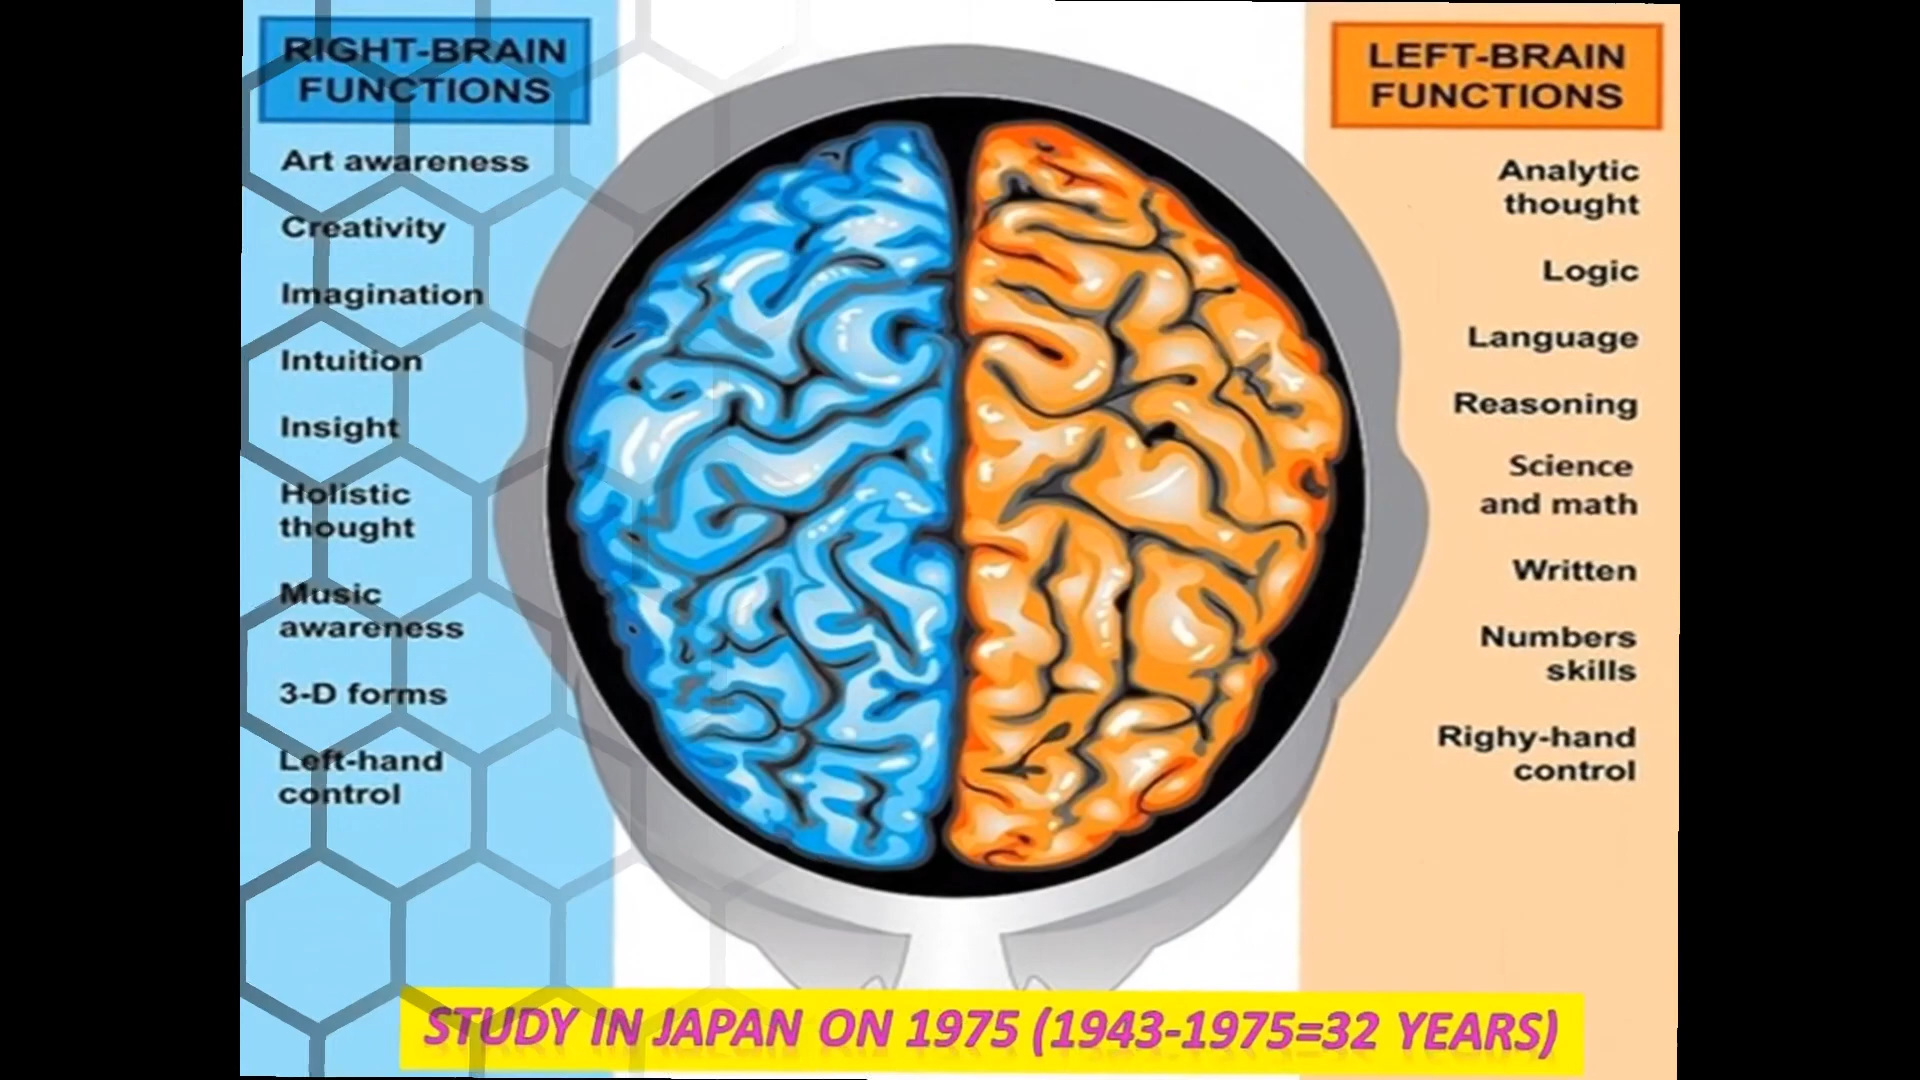 RIGHT-BRAIN
FUNCTIONS
Art awareness
Creativity
Imagination
Intuition
Insight
Holistic
thought
Music
awareness
3-D forms
Left-hand
control
LEFT-BRAIN
FUNCTIONS
Analytic
thought
Logic
Language
Reasoning
Science
and math
Written
Numbers
skills
Righy-hand
control
STUDY IN JAPAN ON 1975 (1943-1975=32 YEARS)